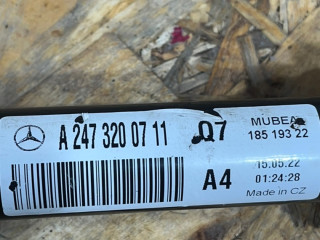 A 247 320 07 11 Q7 MUBEA
185 193 22
15.05.22
A4 01:24:28
Made in CZ